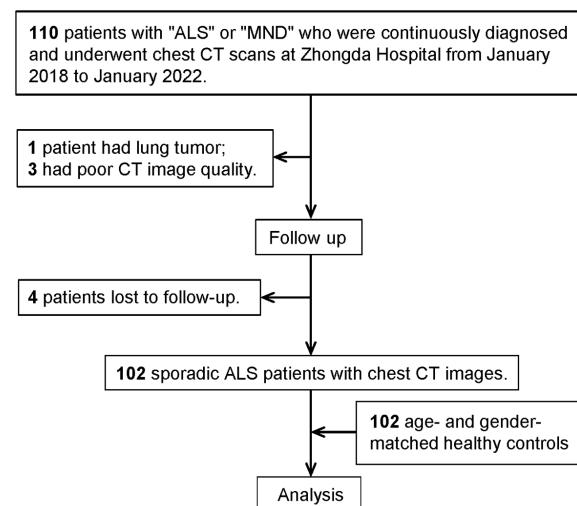 110 patients with "ALS" or "MND" who were continuously diagnosed
and underwent chest CT scans at Zhongda Hospital from January
2018 to January 2022.
1 patient had lung tumor;
3 had poor CT image quality.
Follow up
4 patients lost to follow-up.
102 sporadic ALS patients with chest CT images.
102 age- and gender-
matched healthy controls
Analysis